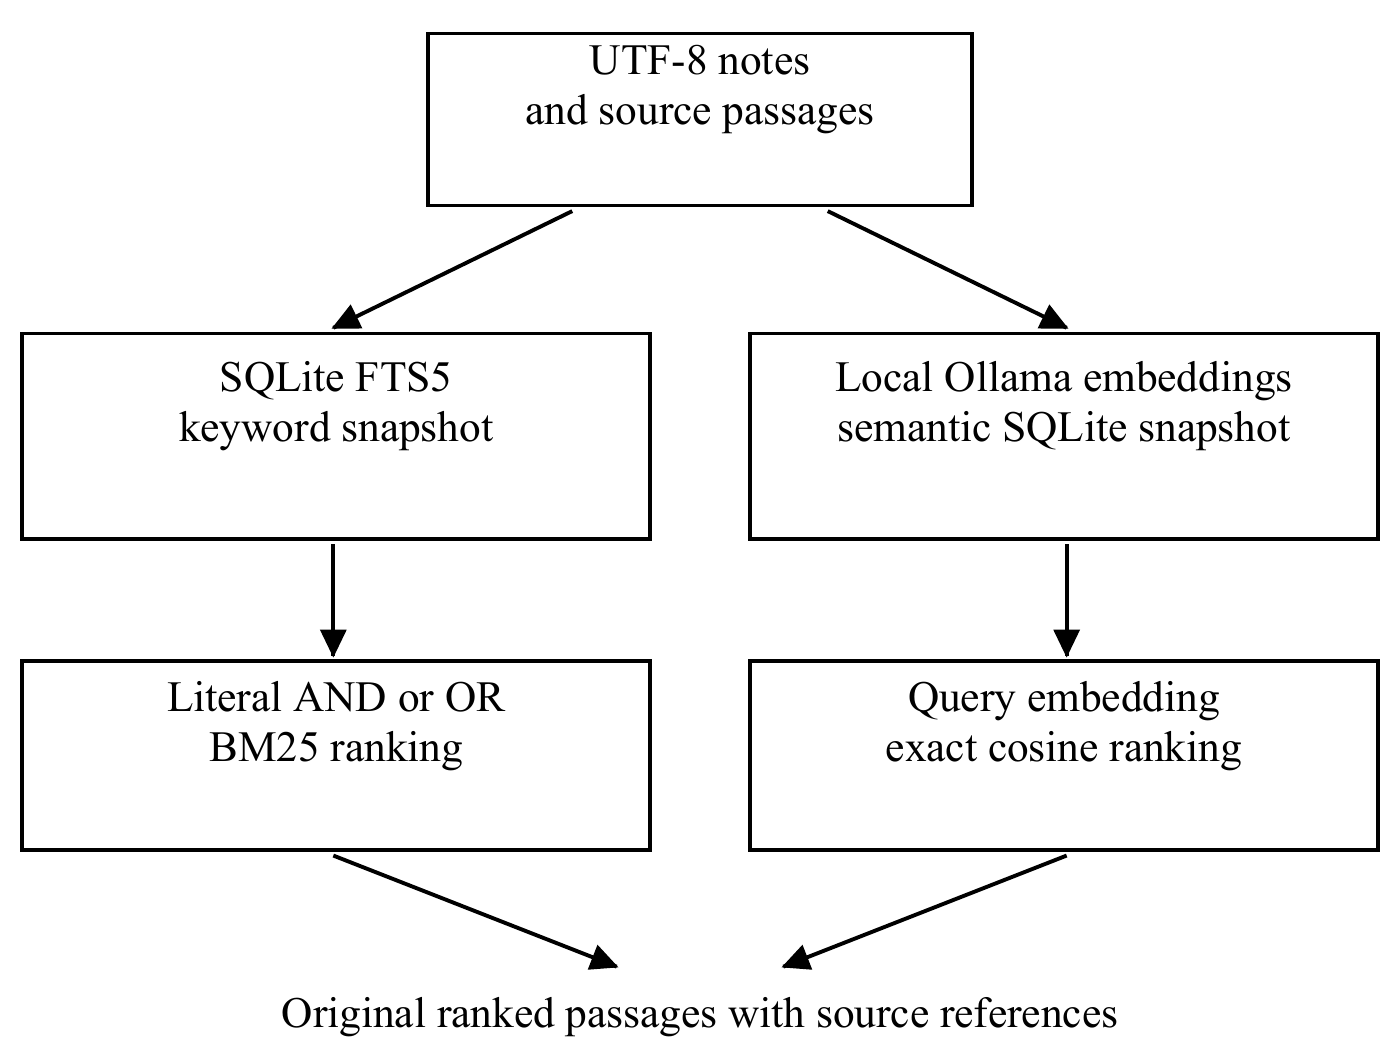 UTF-8 notes
and source passages
SQLite FTS5
keyword snapshot
Local Ollama embeddings
semantic SQLite snapshot
Literal AND or OR
BM25 ranking
Query embedding
exact cosine ranking
Original ranked passages with source references